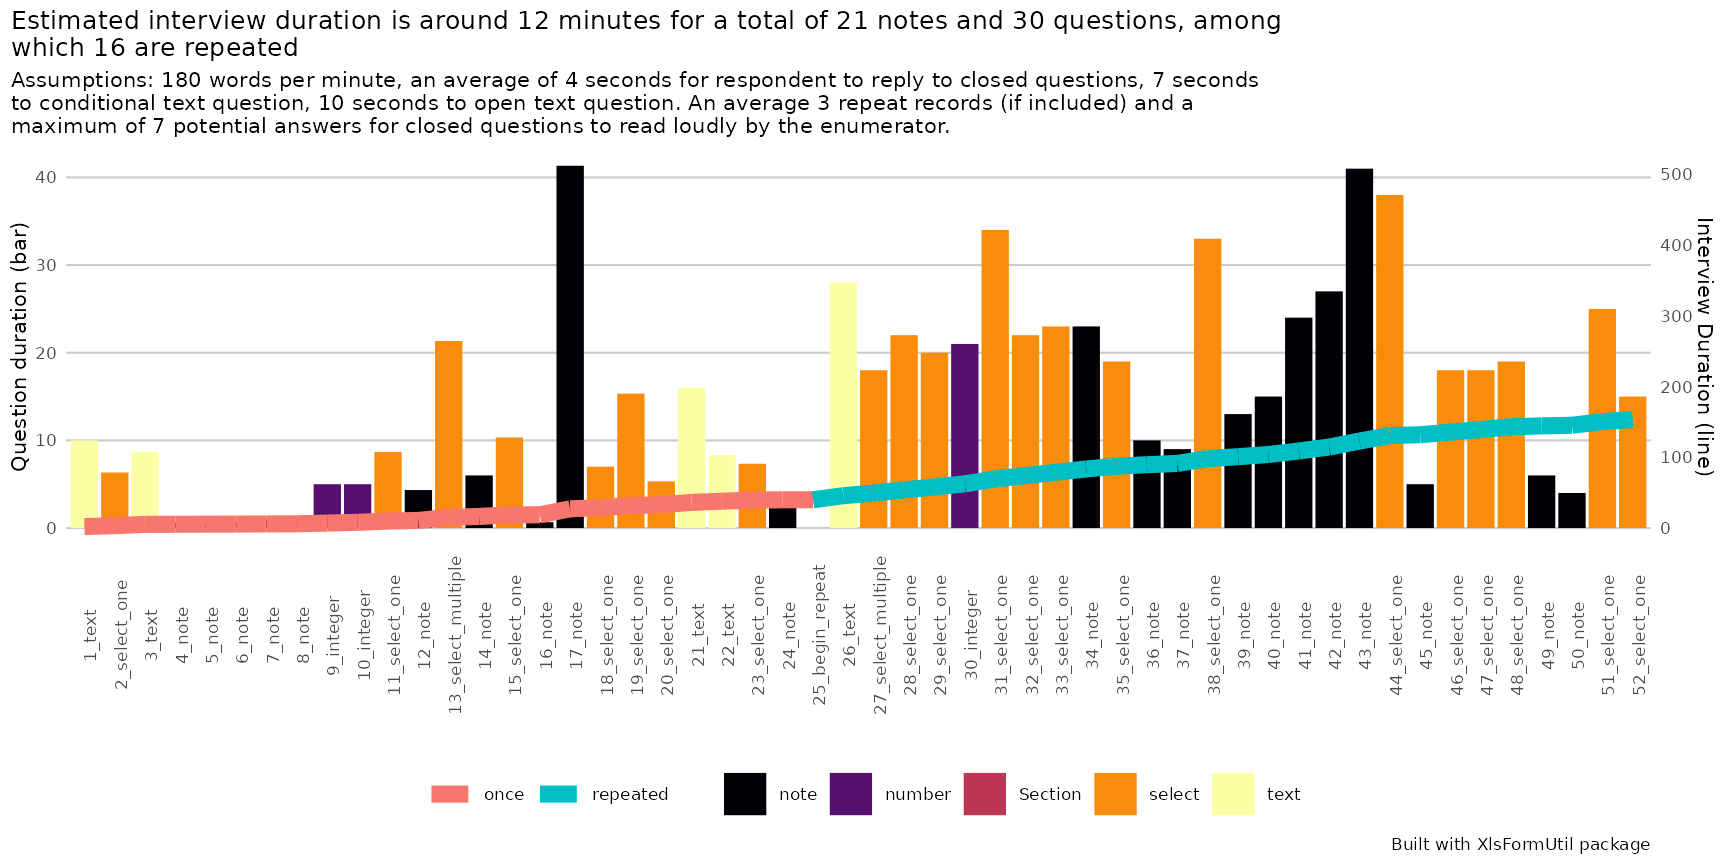 Estimated interview duration is around 12 minutes for a total of 21 notes and 30 questions, among
which 16 are repeated
Assumptions: 180 words per minute, an average of 4 seconds for respondent to reply to closed questions, 7 seconds
to conditional text question, 10 seconds to open text question. An average 3 repeat records (if included) and a
maximum of 7 potential answers for closed questions to read loudly by the enumerator.
Question duration (bar)
40
30
20
10
0
500
400
300
200
100
0
Interview Duration (line)
1_text
2_select_one
3_text
4_note
5_note
6_note
7_note
8_note
9_integer
10_integer
11_select_one
12_note
13_select_multiple
14_note
15_select_one
16_note
17_note
18_select_one
19_select_one
20_select_one
21_text
22_text
23_select_one
24_note
25_begin_repeat
26_text
27_select_multiple
28_select_one
29_select_one
30_integer
31_select_one
32_select_one
33_select_one
34_note
35_select_one
36_note
37_note
38_select_one
39_note
40_note
41_note
42_note
43_note
44_select_one
45_note
46_select_one
47_select_one
48_select_one
49_note
50_note
51_select_one
52_select_one
once repeated note number Section select text
Built with XlsFormUtil package